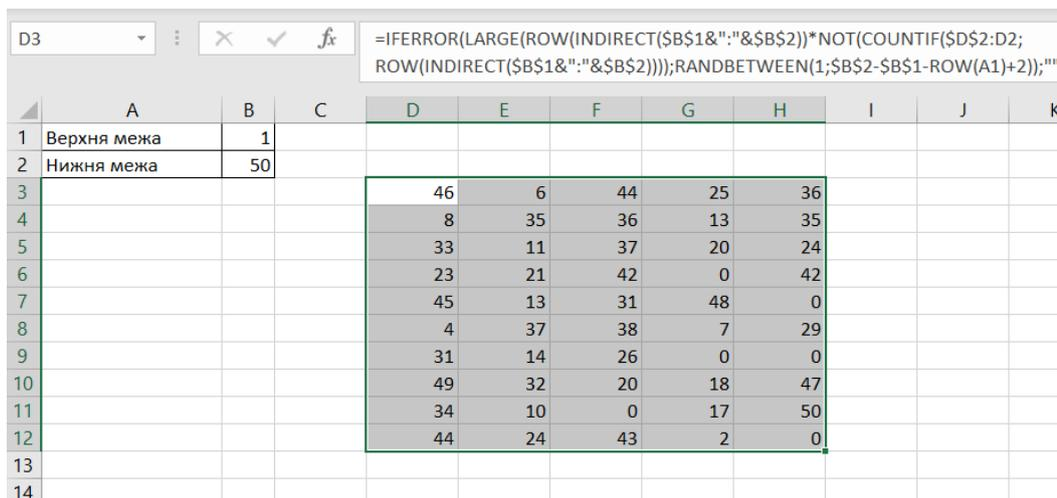 D3 fx =IFERROR(LARGE(ROW(INDIRECT($B$1&":"&$B$2))*NOT(COUNTIF($D$2:D2;
ROW(INDIRECT($B$1&":"&$B$2))));RANDBETWEEN(1;$B$2-$B$1-ROW(A1)+2));""
A B C D E F G H I J K
1 Верхня межа 1
2 Нижня межа 50
3 46 6 44 25 36
4 8 35 36 13 35
5 33 11 37 20 24
6 23 21 42 0 42
7 45 13 31 48 0
8 4 37 38 7 29
9 31 14 26 0 0
10 49 32 20 18 47
11 34 10 0 17 50
12 44 24 43 2 0
13
14